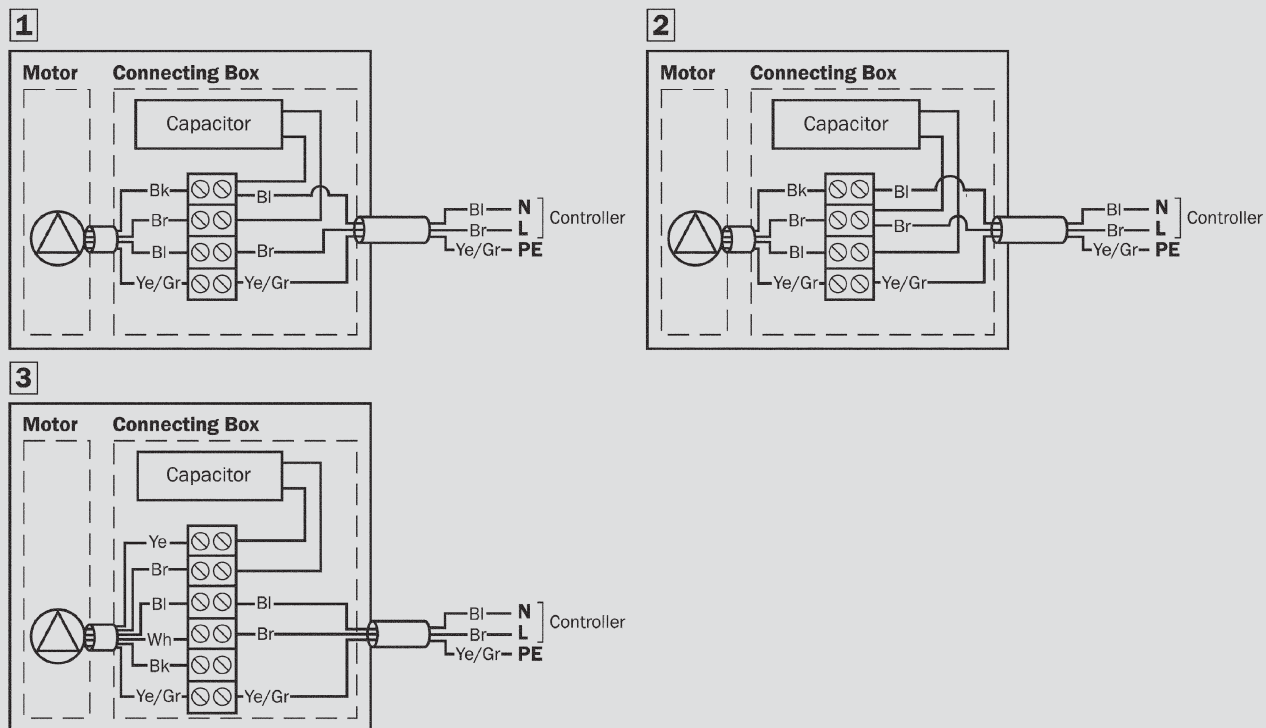 1
Motor Connecting Box
Capacitor
Bk Bl
Br
Bl Br
Ye/Gr Ye/Gr
Bl N
Br L
Controller
Ye/Gr PE
2
Motor Connecting Box
Capacitor
Bk Bl
Br Br
Bl
Ye/Gr Ye/Gr
Bl N
Br L
Controller
Ye/Gr PE
3
Motor Connecting Box
Capacitor
Ye
Br
Bl Bl
Wh Br
Bk
Ye/Gr Ye/Gr
Bl N
Br L
Controller
Ye/Gr PE